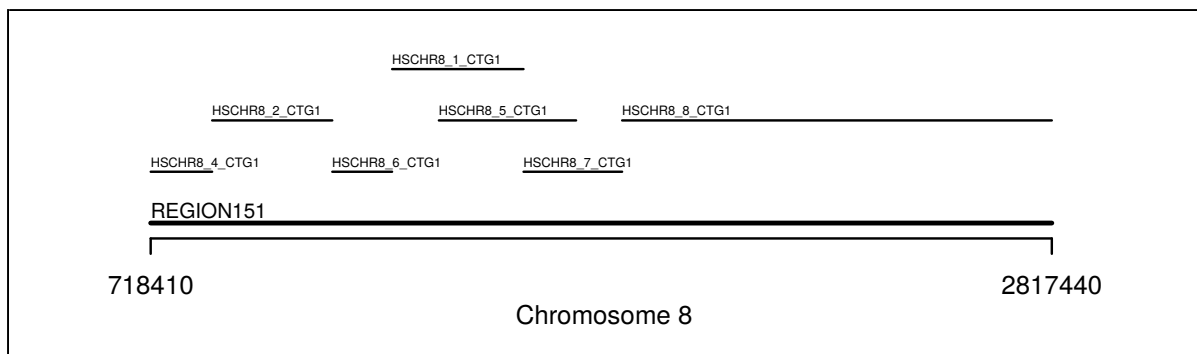 HSCHR8_1_CTG1
HSCHR8_2_CTG1 HSCHR8_5_CTG1 HSCHR8_8_CTG1
HSCHR8_4_CTG1 HSCHR8_6_CTG1 HSCHR8_7_CTG1
REGION151
718410 2817440
Chromosome 8